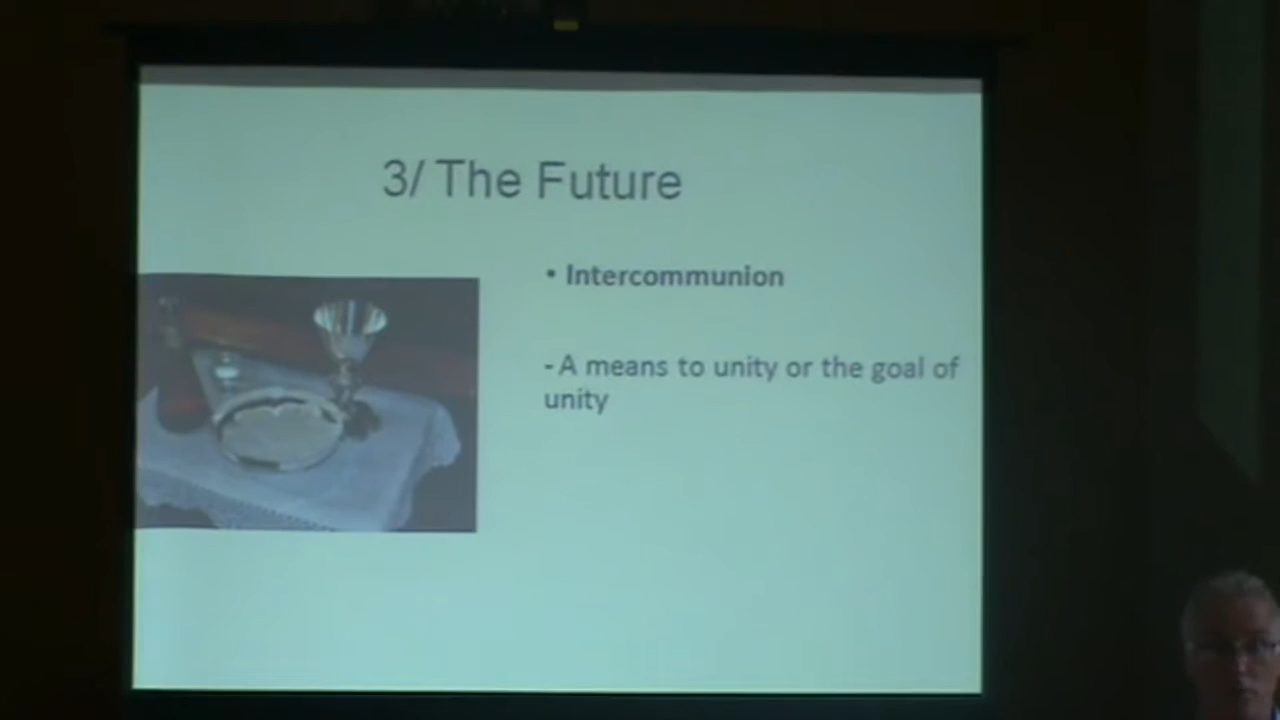 3/ The Future
• Intercommunion
- A means to unity or the goal of
unity